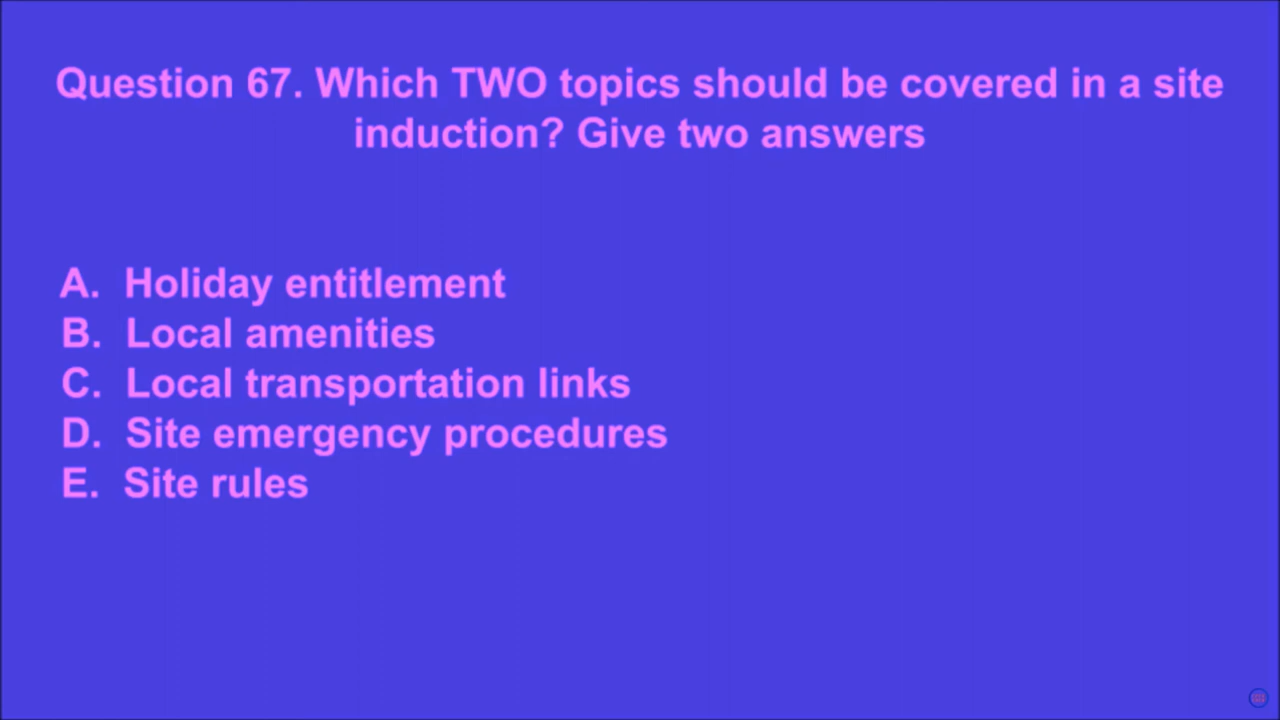 Question 67. Which TWO topics should be covered in a site
induction? Give two answers
A. Holiday entitlement
B. Local amenities
C. Local transportation links
D. Site emergency procedures
E. Site rules